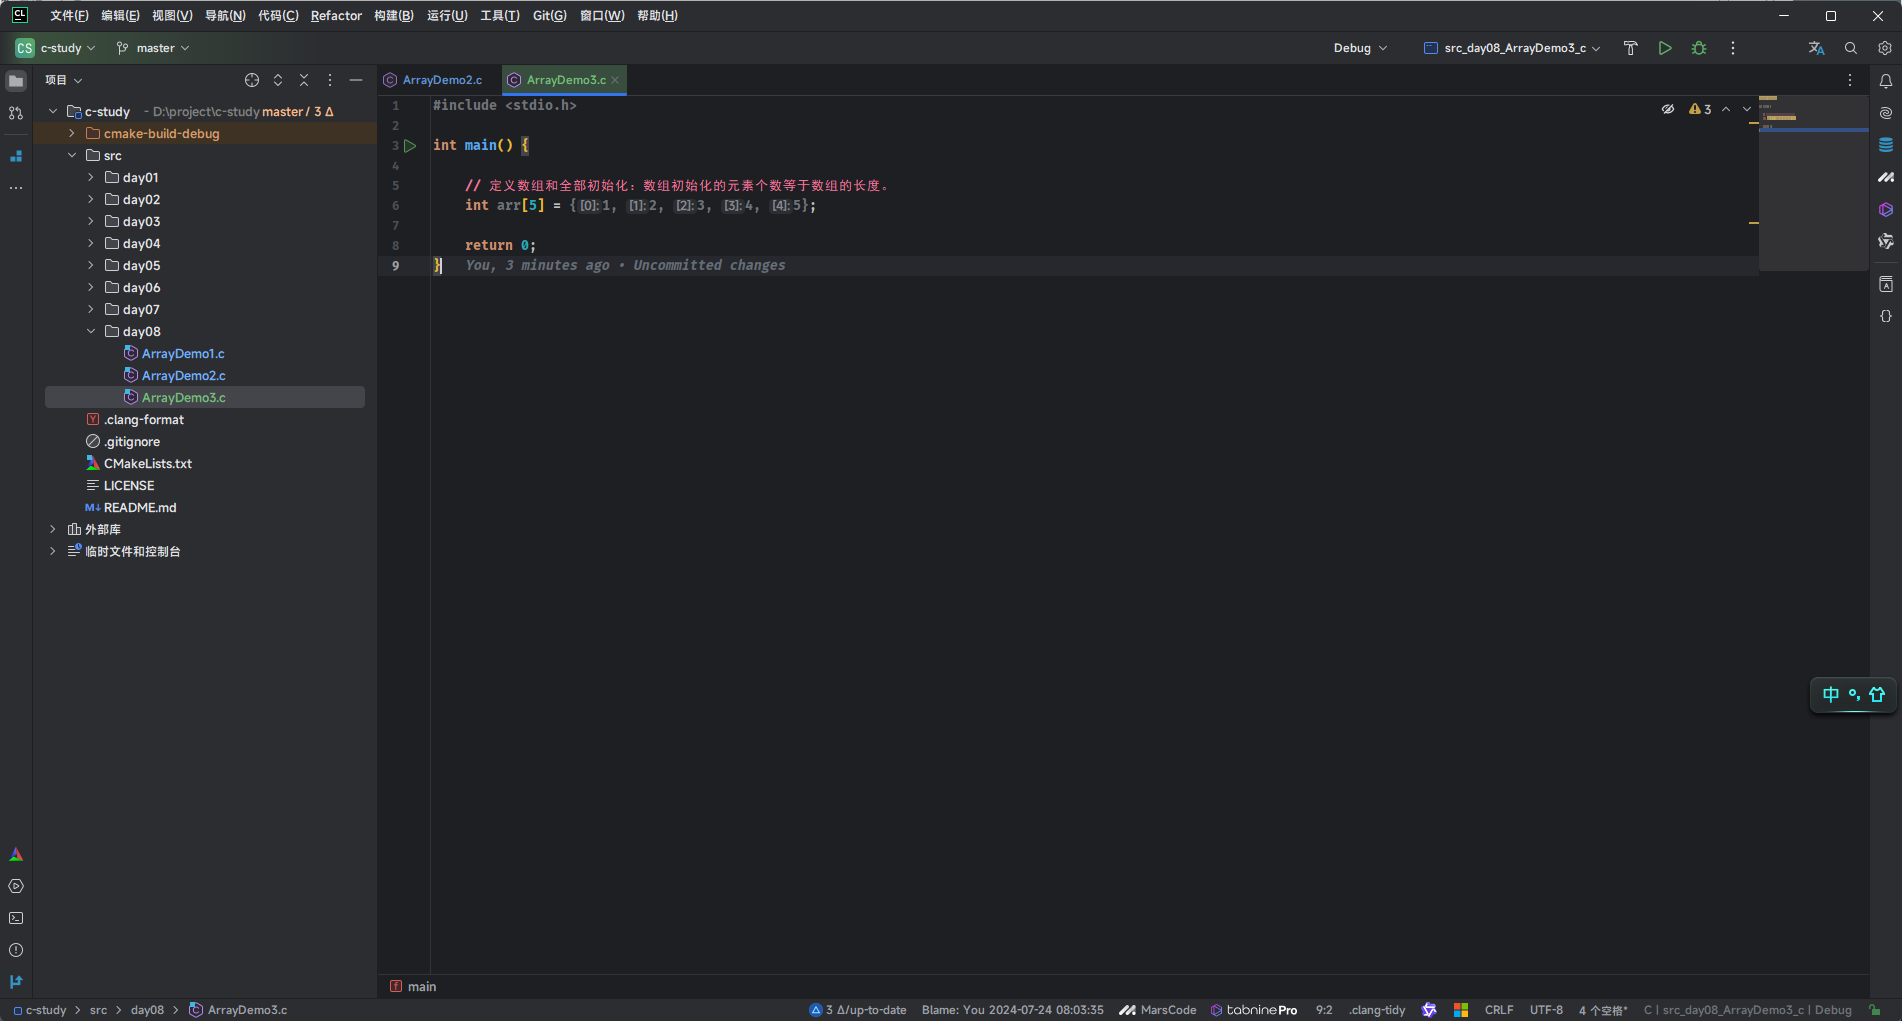 CL 文件(F) 编辑(E) 视图(V) 导航(N) 代码(C) Refactor 构建(B) 运行(U) 工具(T) Git(G) 窗口(W) 帮助(H)
CS c-study master Debug src_day08_ArrayDemo3_c
项目
ArrayDemo2.c ArrayDemo3.c
c-study - D:\project\c-study master / 3 Δ
cmake-build-debug
src
day01
day02
day03
day04
day05
day06
day07
day08
ArrayDemo1.c
ArrayDemo2.c
ArrayDemo3.c
.clang-format
.gitignore
CMakeLists.txt
LICENSE
M↓ README.md
外部库
临时文件和控制台
1 #include <stdio.h>
2
3 int main() {
4
5 // 定义数组和全部初始化：数组初始化的元素个数等于数组的长度。
6 int arr[5] = {[0]:1, [1]:2, [2]:3, [3]:4, [4]:5};
7
8 return 0;
9 } You, 3 minutes ago • Uncommitted changes
3
中 °,
f main
c-study > src > day08 > ArrayDemo3.c
3 Δ/up-to-date Blame: You 2024-07-24 08:03:35 MarsCode tabnine Pro 9:2 .clang-tidy CRLF UTF-8 4 个空格* C | src_day08_ArrayDemo3_c | Debug